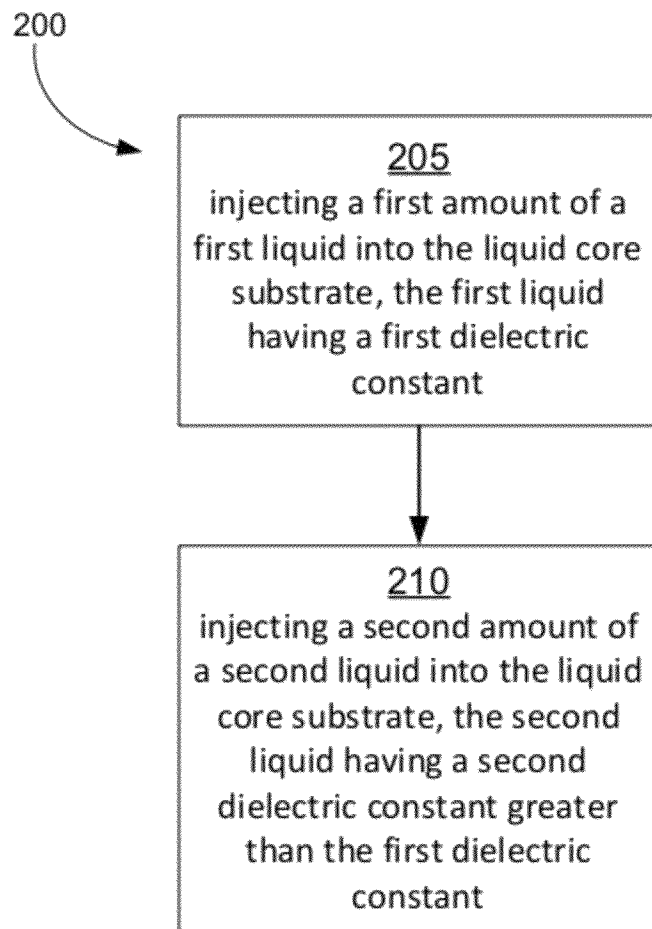 200
205
injecting a first amount of a
first liquid into the liquid core
substrate, the first liquid
having a first dielectric
constant
210
injecting a second amount of
a second liquid into the liquid
core substrate, the second
liquid having a second
dielectric constant greater
than the first dielectric
constant